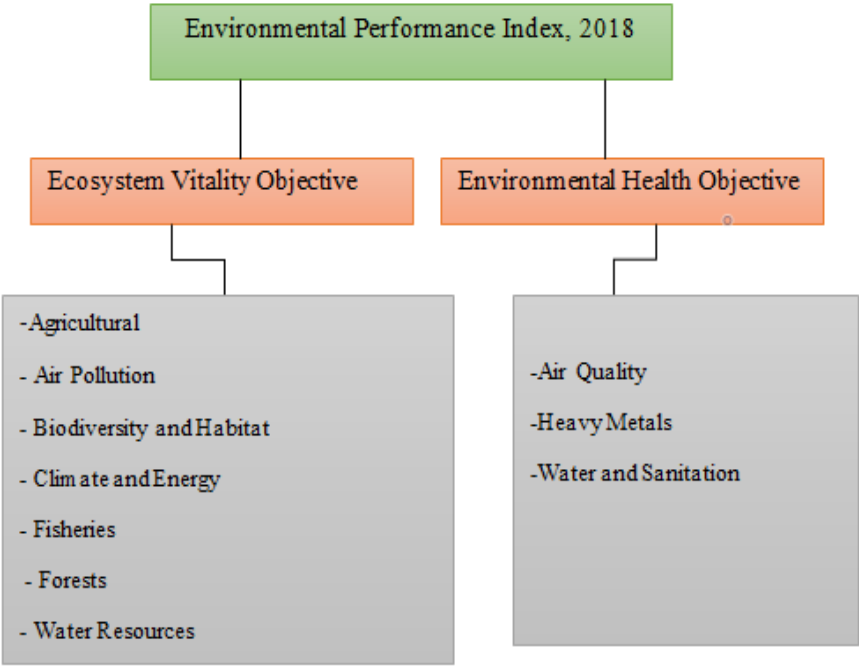 Environmental Performance Index, 2018
Ecosystem Vitality Objective
Environmental Health Objective
-Agricultural
- Air Pollution
- Biodiversity and Habitat
- Climate and Energy
- Fisheries
- Forests
- Water Resources
-Air Quality
-Heavy Metals
-Water and Sanitation